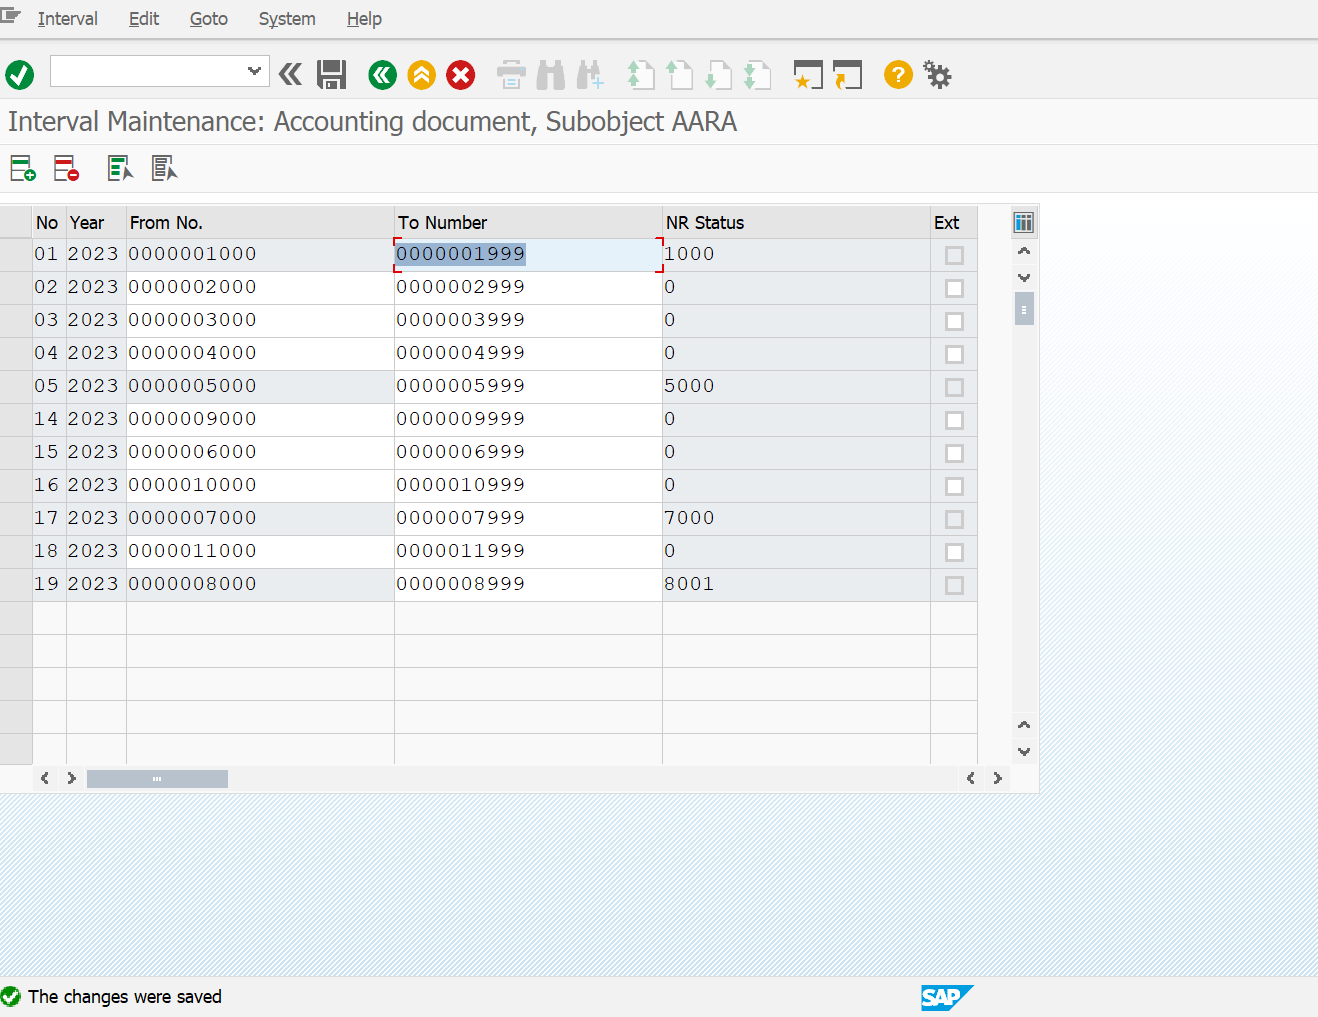 Interval Edit Goto System Help
Interval Maintenance: Accounting document, Subobject AARA
No Year From No. To Number NR Status Ext
01 2023 0000001000 0000001999 1000
02 2023 0000002000 0000002999 0
03 2023 0000003000 0000003999 0
04 2023 0000004000 0000004999 0
05 2023 0000005000 0000005999 5000
14 2023 0000009000 0000009999 0
15 2023 0000006000 0000006999 0
16 2023 0000010000 0000010999 0
17 2023 0000007000 0000007999 7000
18 2023 0000011000 0000011999 0
19 2023 0000008000 0000008999 8001
The changes were saved
SAP